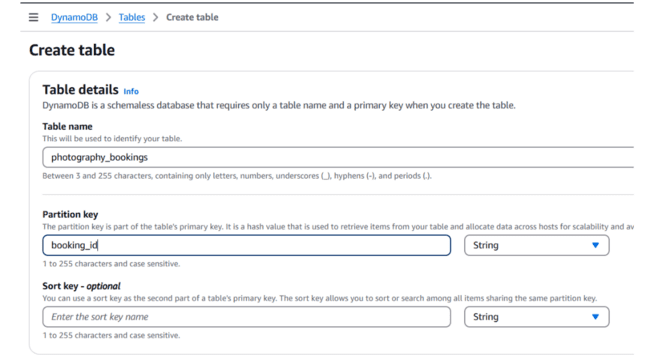 DynamoDB > Tables > Create table
Create table
Table details Info
DynamoDB is a schemaless database that requires only a table name and a primary key when you create the table.
Table name
This will be used to identify your table.
photography_bookings
Between 3 and 255 characters, containing only letters, numbers, underscores (_), hyphens (-), and periods (.).
Partition key
The partition key is part of the table's primary key. It is a hash value that is used to retrieve items from your table and allocate data across hosts for scalability and av
booking_id String
1 to 255 characters and case sensitive.
Sort key - optional
You can use a sort key as the second part of a table's primary key. The sort key allows you to sort or search among all items sharing the same partition key.
Enter the sort key name String
1 to 255 characters and case sensitive.